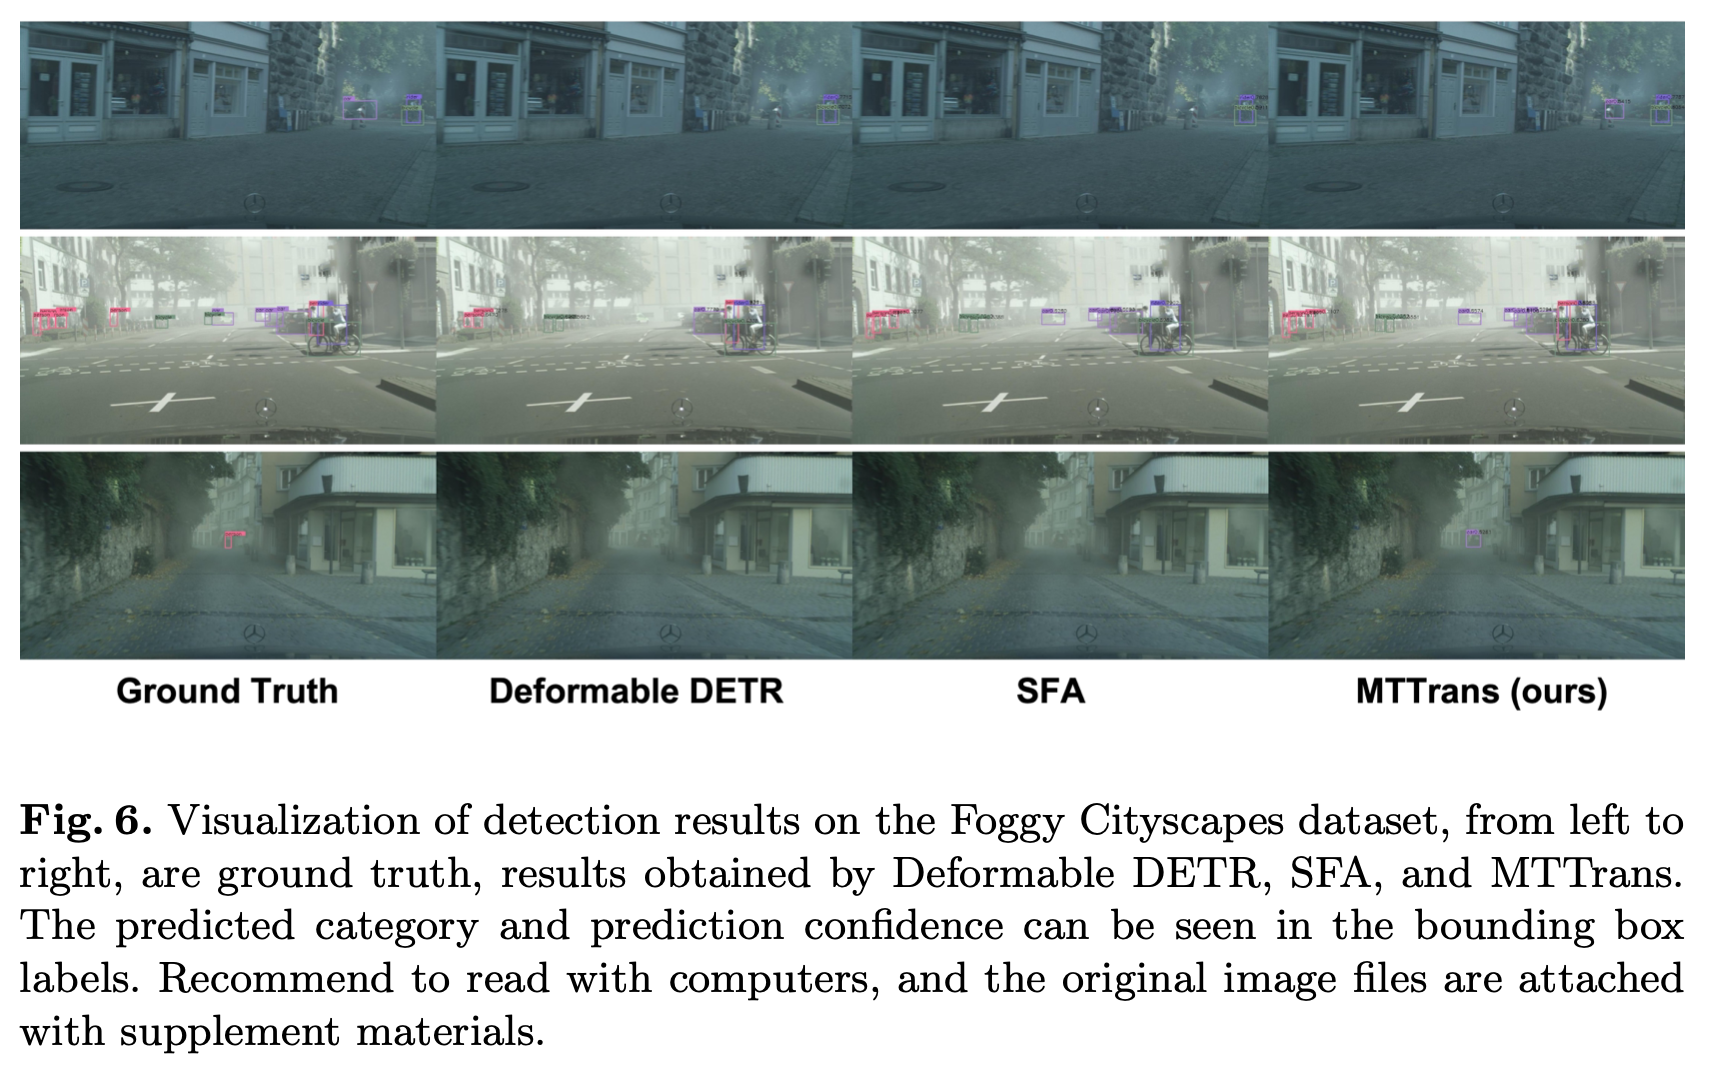 Ground Truth
Deformable DETR
SFA
MTTrans (ours)
Fig. 6. Visualization of detection results on the Foggy Cityscapes dataset, from left to
right, are ground truth, results obtained by Deformable DETR, SFA, and MTTrans.
The predicted category and prediction confidence can be seen in the bounding box
labels. Recommend to read with computers, and the original image files are attached
with supplement materials.